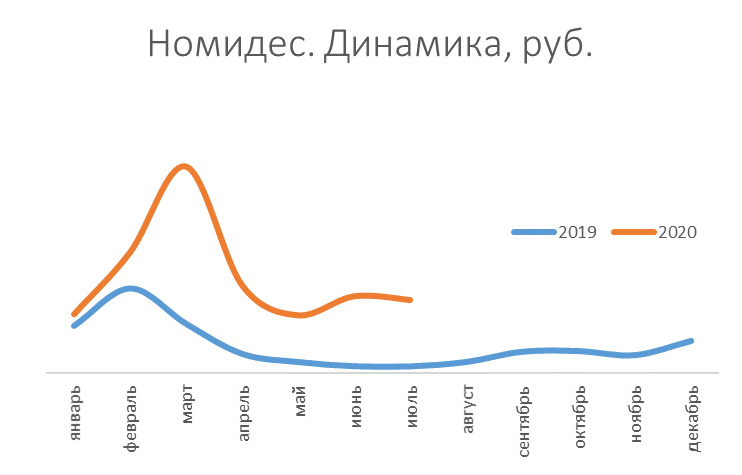 Номидес. Динамика, руб.
2019 2020
январь
февраль
март
апрель
май
июнь
июль
август
сентябрь
октябрь
ноябрь
декабрь